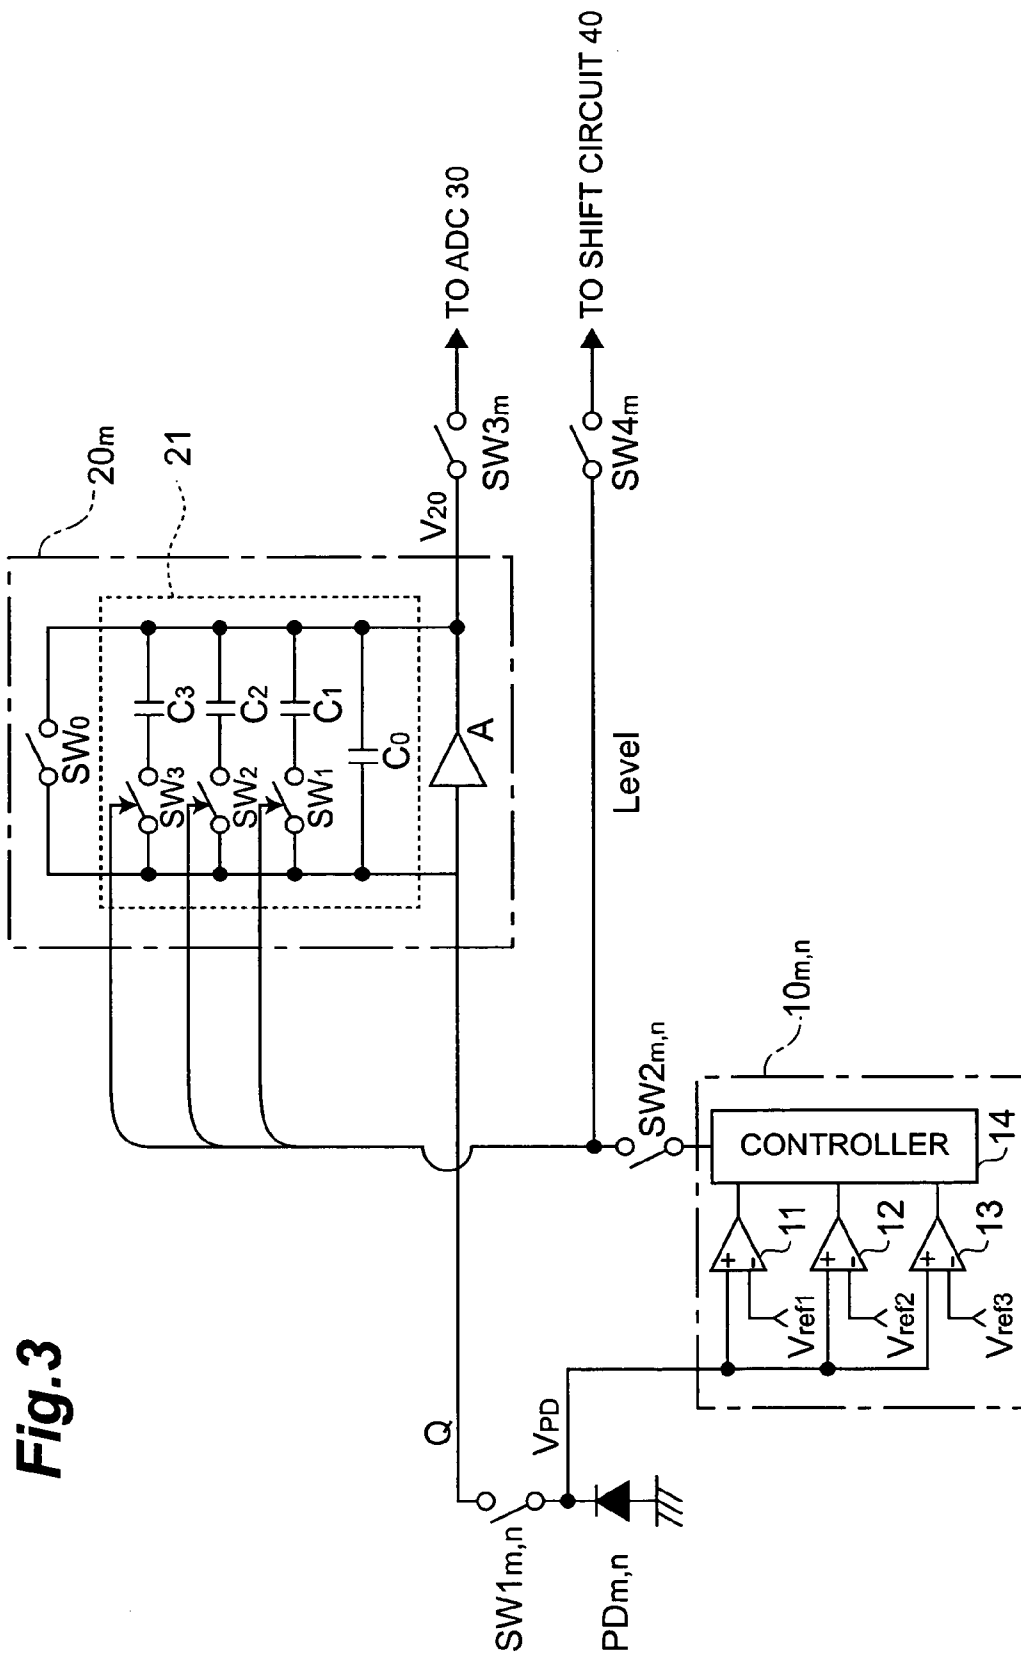 Fig.3
20m
21
SW0
SW3
C3
SW2
C2
SW1
C1
C0
A
V20
SW3m
TO ADC 30
SW4m
TO SHIFT CIRCUIT 40
Level
Q
SW1m,n
VPD
PDm,n
SW2m,n
10m,n
CONTROLLER
14
+
-
11
Vref1
+
-
12
Vref2
+
-
13
Vref3